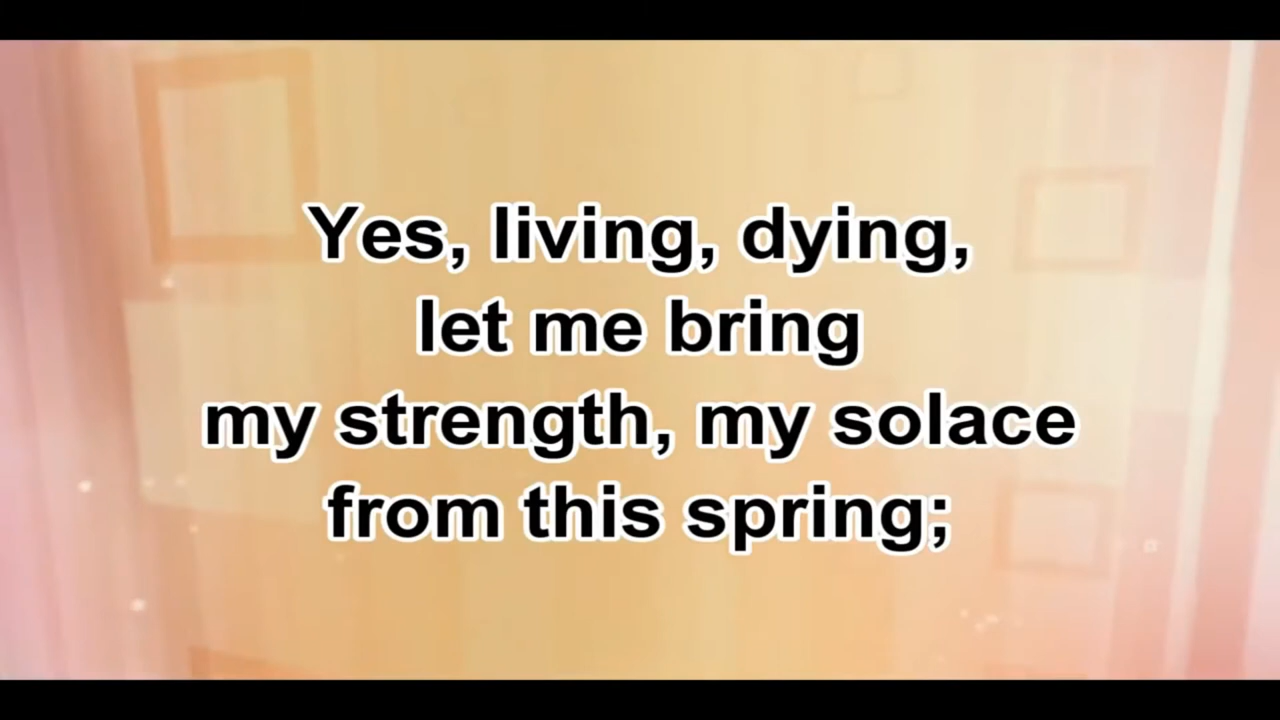 Yes, living, dying,
let me bring
my strength, my solace
from this spring;